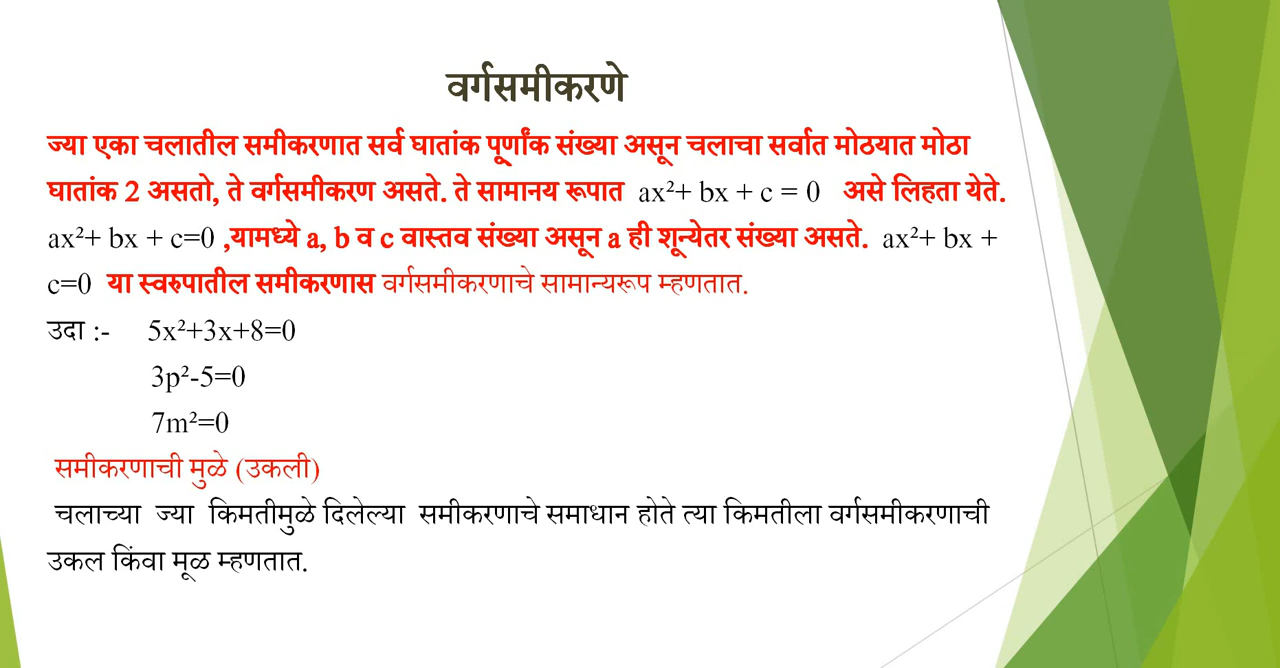 वर्गसमीकरणे
ज्या एका चलातील समीकरणात सर्व घातांक पूर्णांक संख्या असून चलाचा सर्वात मोठयात मोठा
घातांक 2 असतो, ते वर्गसमीकरण असते. ते सामानय रूपात ax²+ bx + c = 0 असे लिहता येते.
ax²+ bx + c=0 ,यामध्ये a, b व c वास्तव संख्या असून a ही शून्येतर संख्या असते. ax²+ bx +
c=0 या स्वरुपातील समीकरणास वर्गसमीकरणाचे सामान्यरूप म्हणतात.
उदा :- 5x²+3x+8=0
3p²-5=0
7m²=0
समीकरणाची मुळे (उकली)
चलाच्या ज्या किमतीमुळे दिलेल्या समीकरणाचे समाधान होते त्या किमतीला वर्गसमीकरणाची
उकल किंवा मूळ म्हणतात.